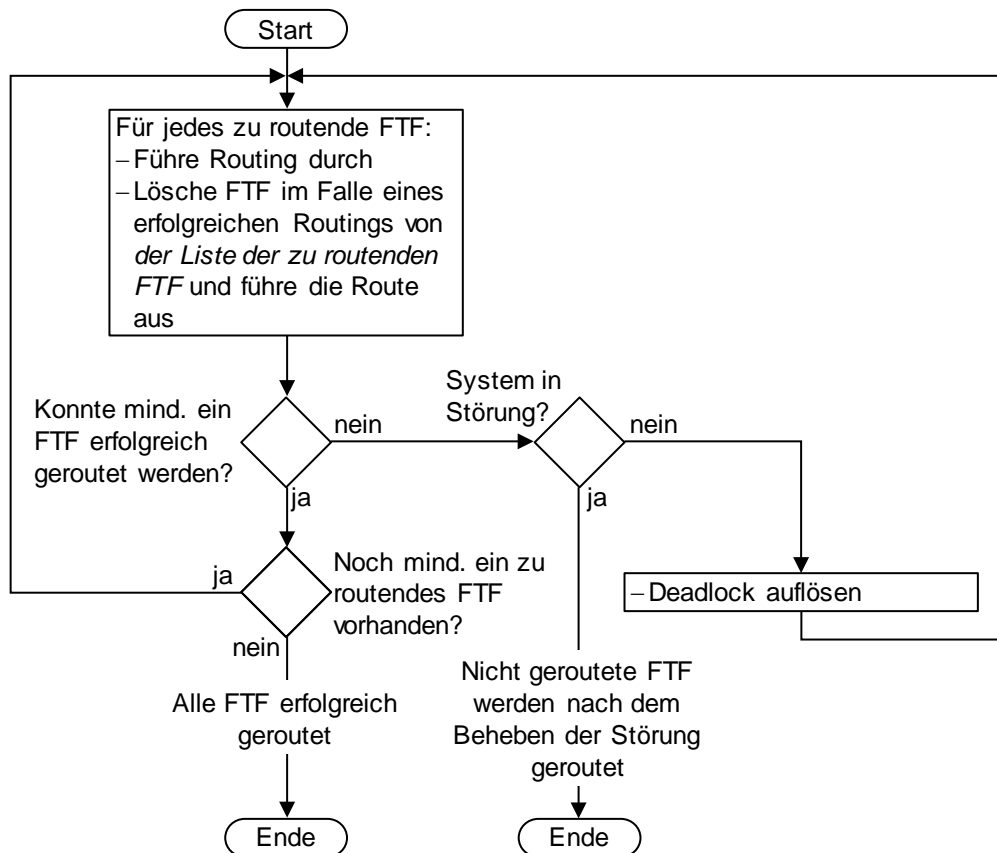 Start
Für jedes zu routende FTF:
–Führe Routing durch
–Lösche FTF im Falle eines
erfolgreichen Routings von
der Liste der zu routenden
FTF und führe die Route
aus
Konnte mind. ein
FTF erfolgreich
geroutet werden?
nein
ja
System in
Störung?
nein
ja
Noch mind. ein zu
routendes FTF
vorhanden?
ja
nein
–Deadlock auflösen
Alle FTF erfolgreich
geroutet
Nicht geroutete FTF
werden nach dem
Beheben der Störung
geroutet
Ende
Ende